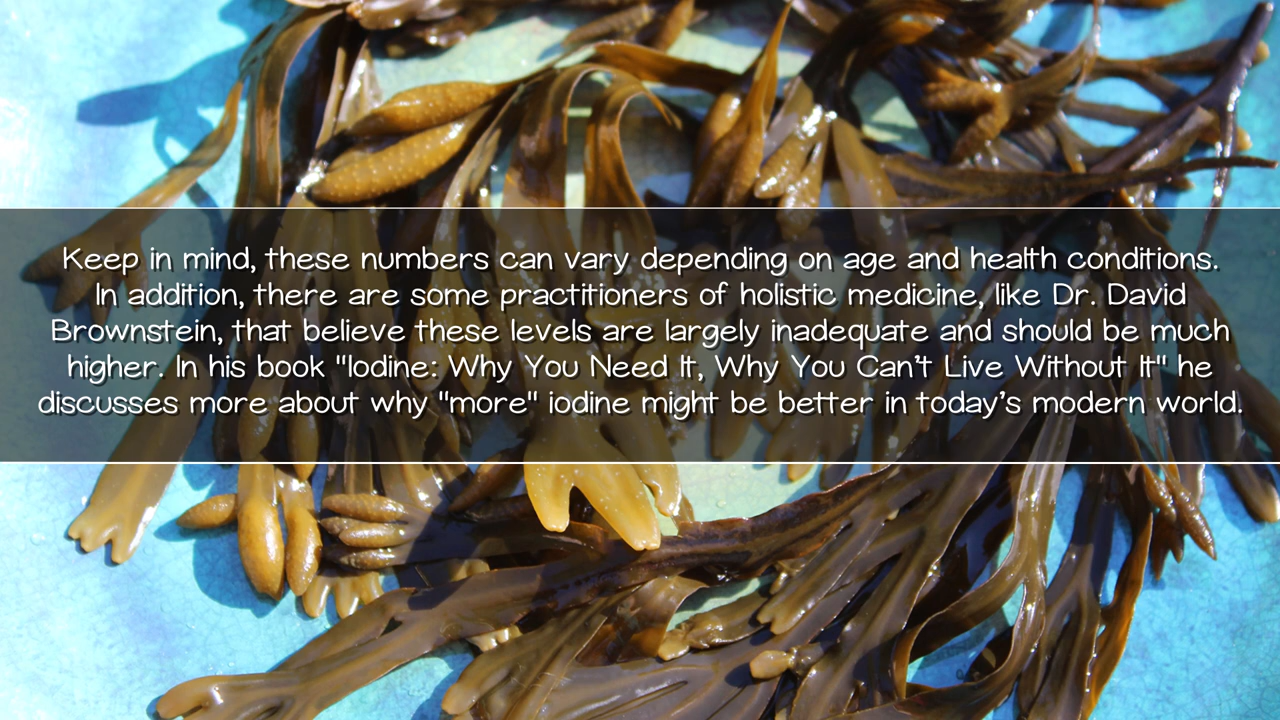 Keep in mind, these numbers can vary depending on age and health conditions.
In addition, there are some practitioners of holistic medicine, like Dr. David
Brownstein, that believe these levels are largely inadequate and should be much
higher. In his book "Iodine: Why You Need It, Why You Can't Live Without It" he
discusses more about why "more" iodine might be better in today's modern world.